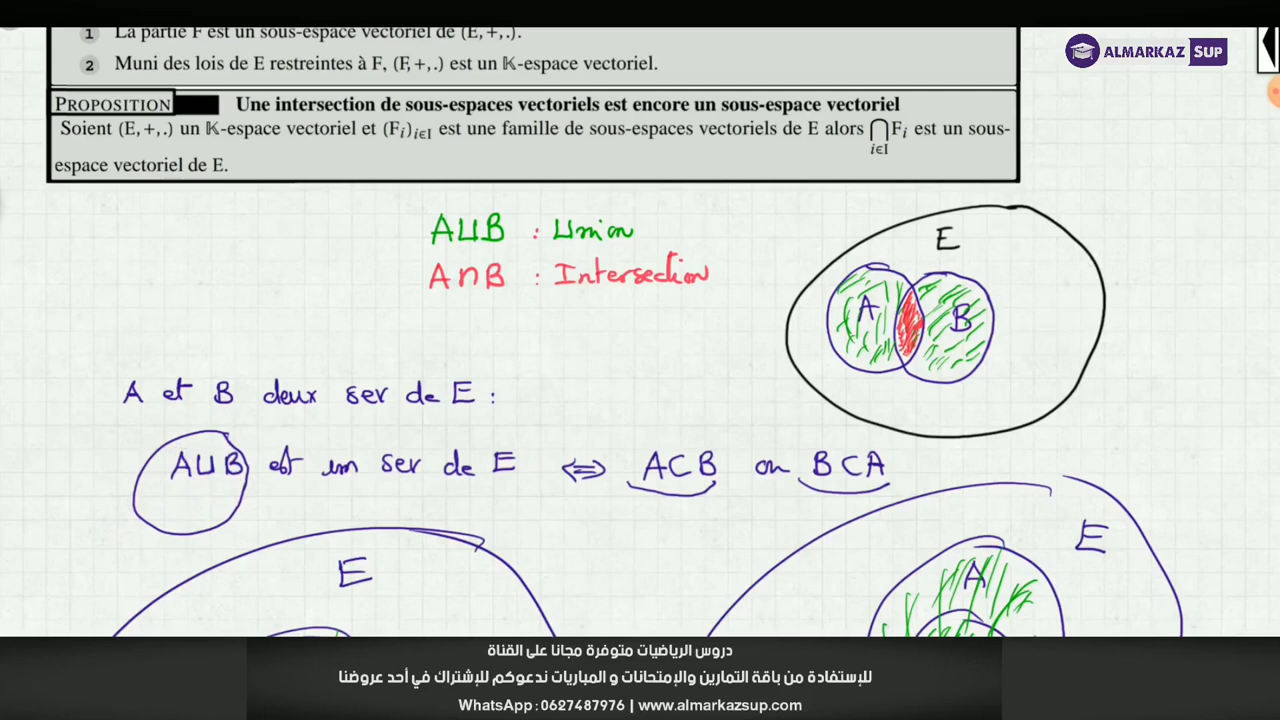 1 La partie F est un sous-espace vectoriel de (E,+,.).
ALMARKAZ SUP
2 Muni des lois de E restreintes à F, (F,+,.) est un 𝕂-espace vectoriel.
PROPOSITION Une intersection de sous-espaces vectoriels est encore un sous-espace vectoriel
Soient (E,+,.) un 𝕂-espace vectoriel et (Fᵢ)ᵢ∈I est une famille de sous-espaces vectoriels de E alors ⋂ Fᵢ est un sous-
i∈I
espace vectoriel de E.
A∪B : Union
A∩B : Intersection
E
A B
A et B deux sev de E :
A∪B est un sev de E ⟺ A⊂B ou B⊂A
E
E
A
دروس الرياضيات متوفرة مجانا على القناة
للإستفادة من باقة التمارين والإمتحانات و المباريات ندعوكم للإشتراك في أحد عروضنا
WhatsApp : 0627487976 | www.almarkazsup.com